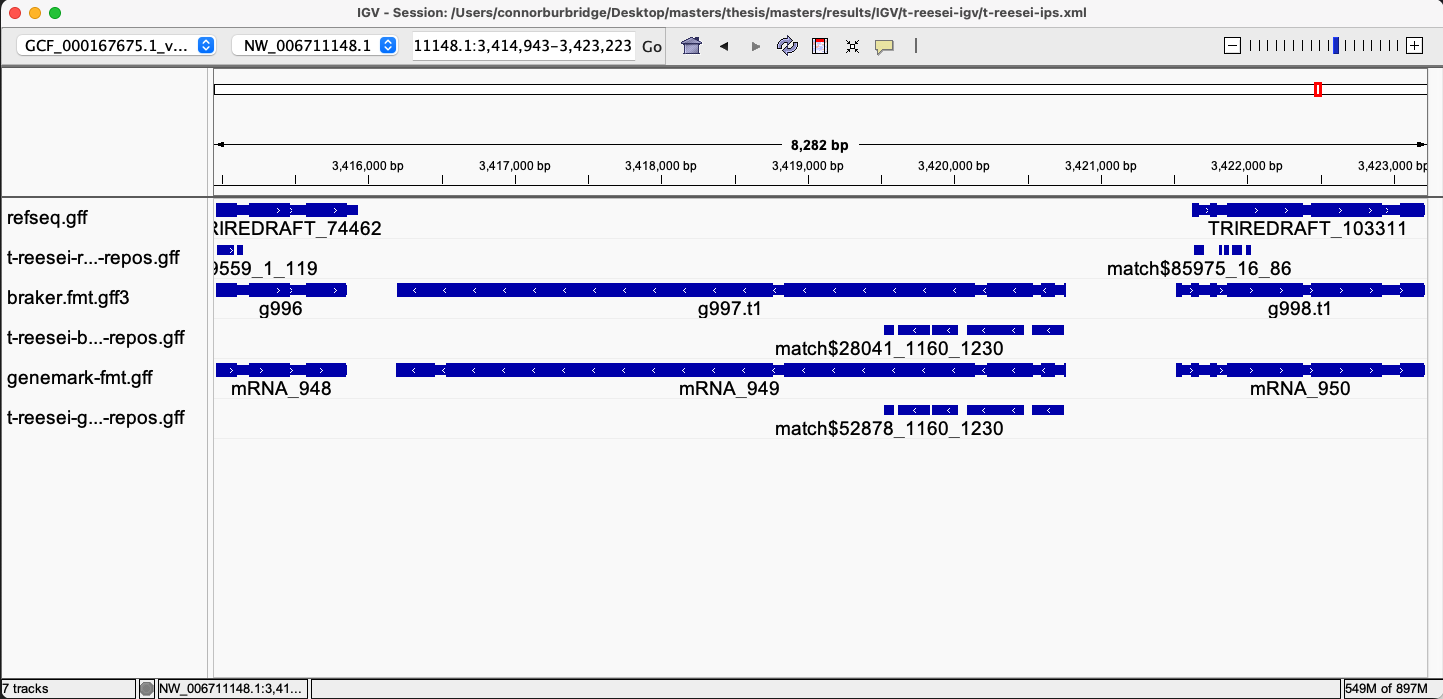 IGV - Session: /Users/connorburbridge/Desktop/masters/thesis/masters/results/IGV/t-reesei-igv/t-reesei-ips.xml
GCF_000167675.1_v... NW_006711148.1 11148.1:3,414,943-3,423,223 Go
8,282 bp
3,416,000 bp 3,417,000 bp 3,418,000 bp 3,419,000 bp 3,420,000 bp 3,421,000 bp 3,422,000 bp 3,423,000 bp
refseq.gff
RIREDRAFT_74462 TRIREDRAFT_103311
t-reesei-r...-repos.gff
9559_1_119 match$85975_16_86
braker.fmt.gff3
g996 g997.t1 g998.t1
t-reesei-b...-repos.gff
match$28041_1160_1230
genemark-fmt.gff
mRNA_948 mRNA_949 mRNA_950
t-reesei-g...-repos.gff
match$52878_1160_1230
7 tracks NW_006711148.1:3,41... 549M of 897M